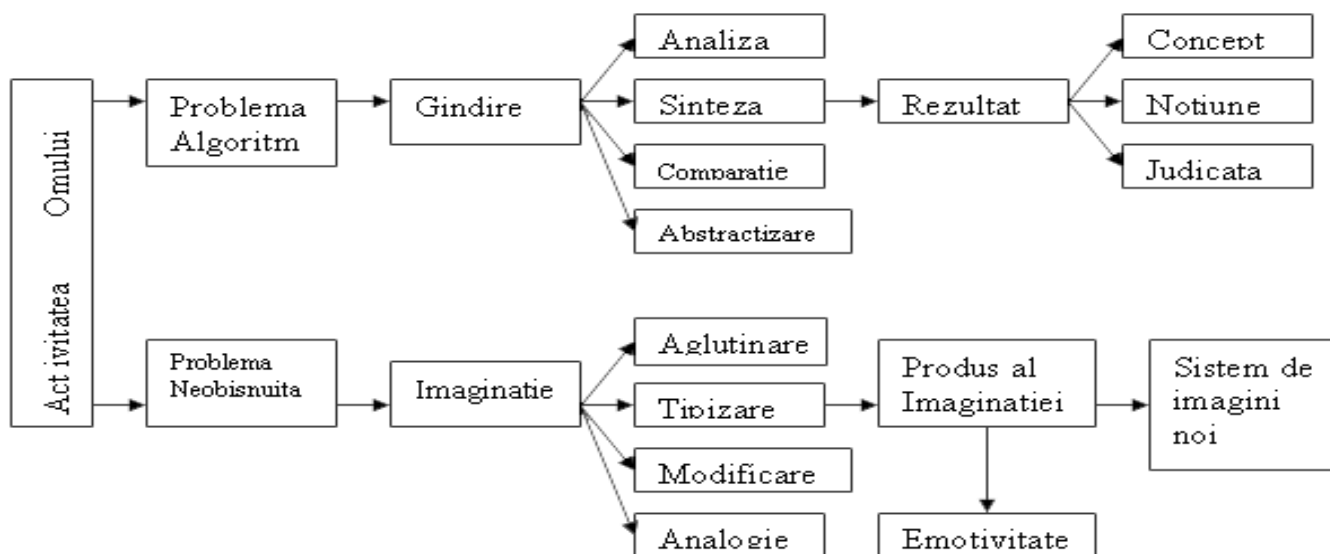 Activitatea Omului
Problema
Algoritm
Gindire
Analiza
Sinteza
Comparatie
Abstractizare
Rezultat
Concept
Notiune
Judicata
Problema
Neobisnuita
Imaginatie
Aglutinare
Tipizare
Modificare
Analogie
Produs al
Imaginatiei
Emotivitate
Sistem de
imagini
noi